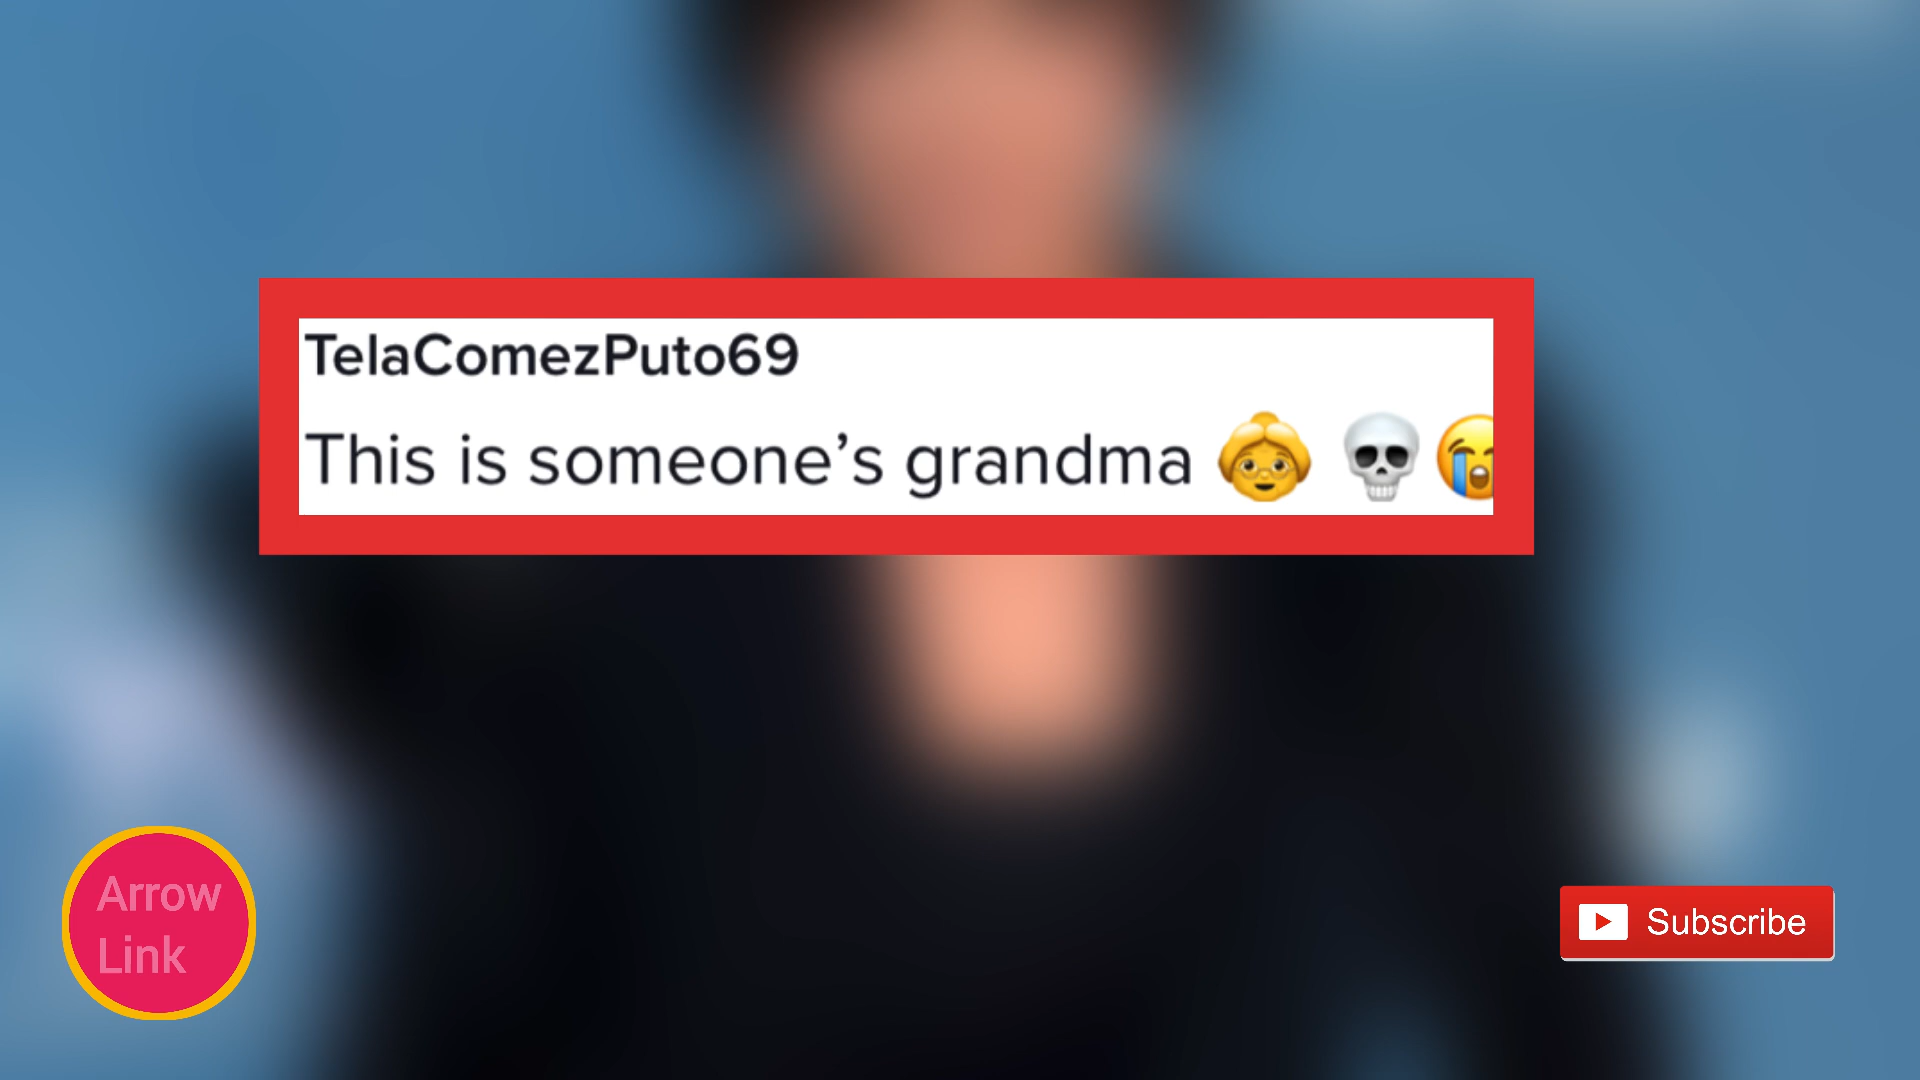 TelaComezPuto69
This is someone’s grandma 👵 💀😭
Arrow
Link
Subscribe